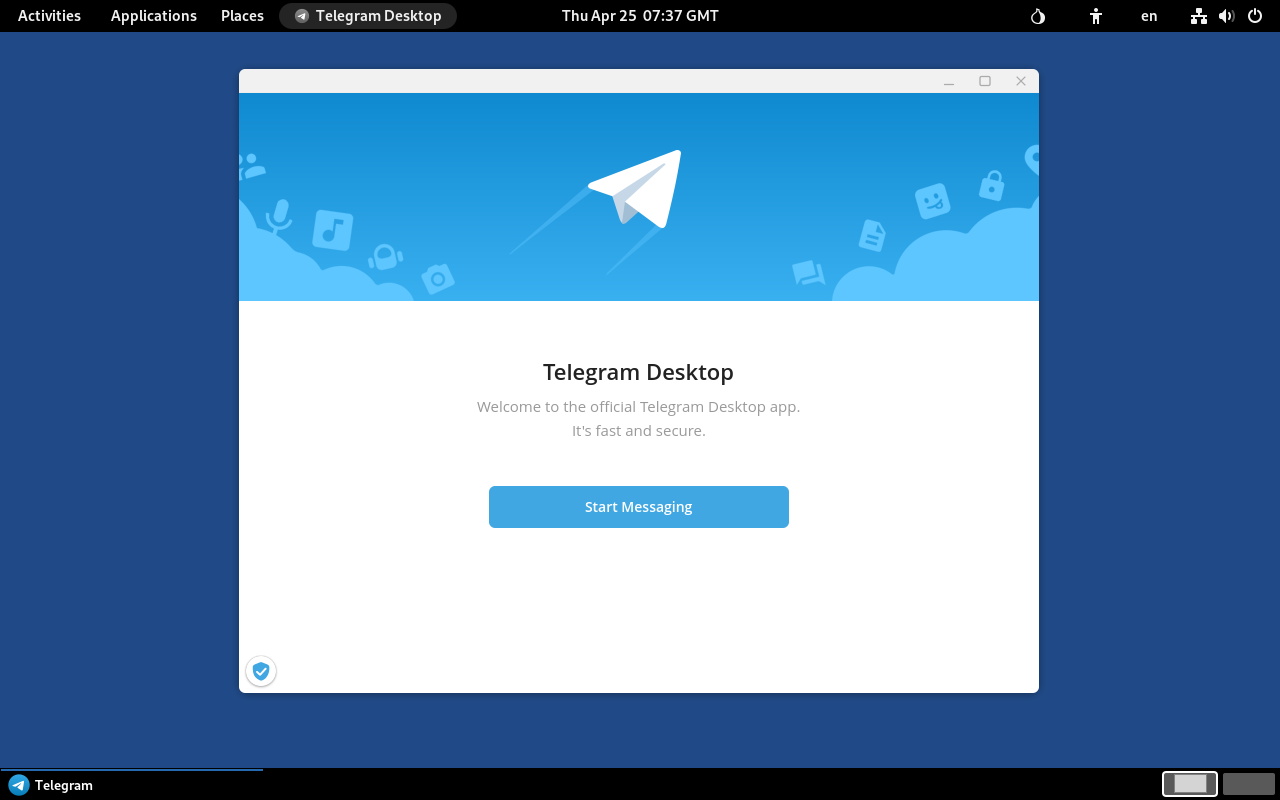 Activities Applications Places Telegram Desktop Thu Apr 25 07:37 GMT en
Telegram Desktop
Welcome to the official Telegram Desktop app.
It's fast and secure.
Start Messaging
Telegram